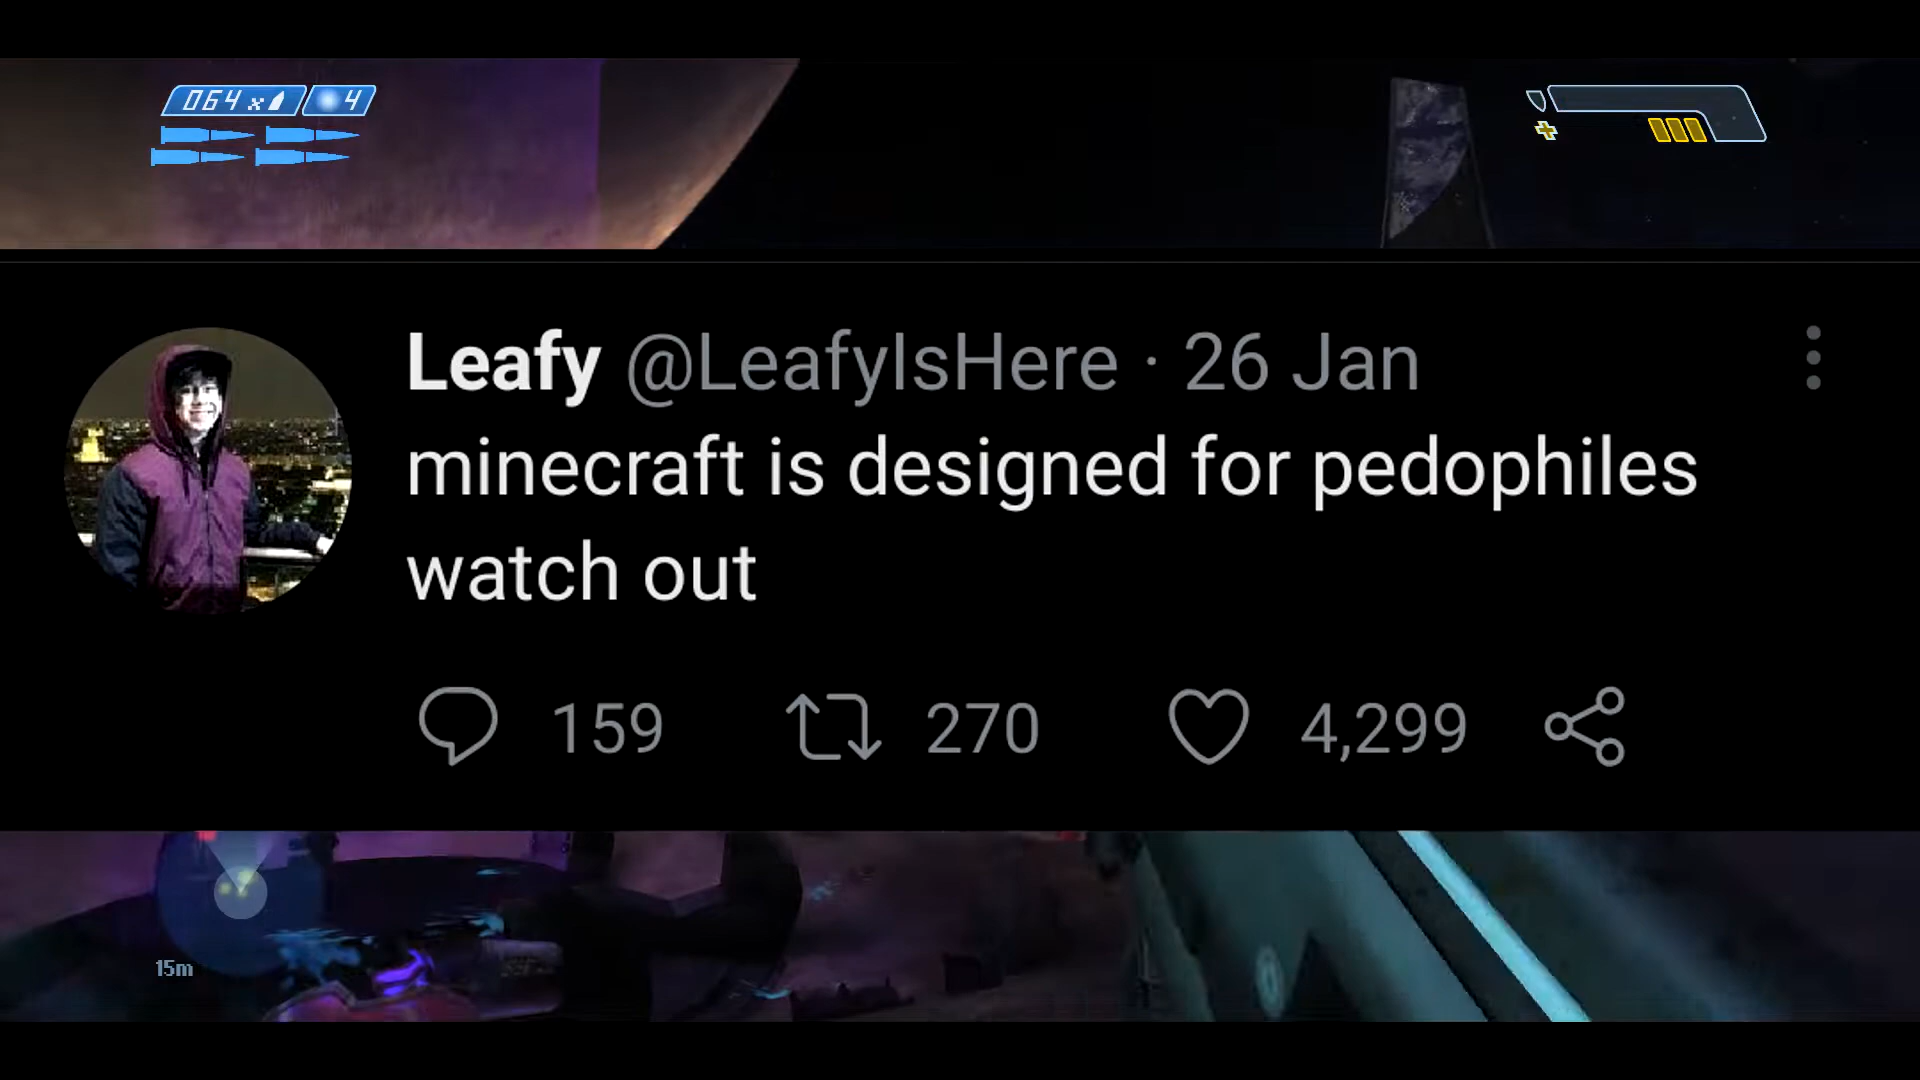 064 x 4
Leafy @LeafyIsHere · 26 Jan
minecraft is designed for pedophiles
watch out
159 270 4,299
15m